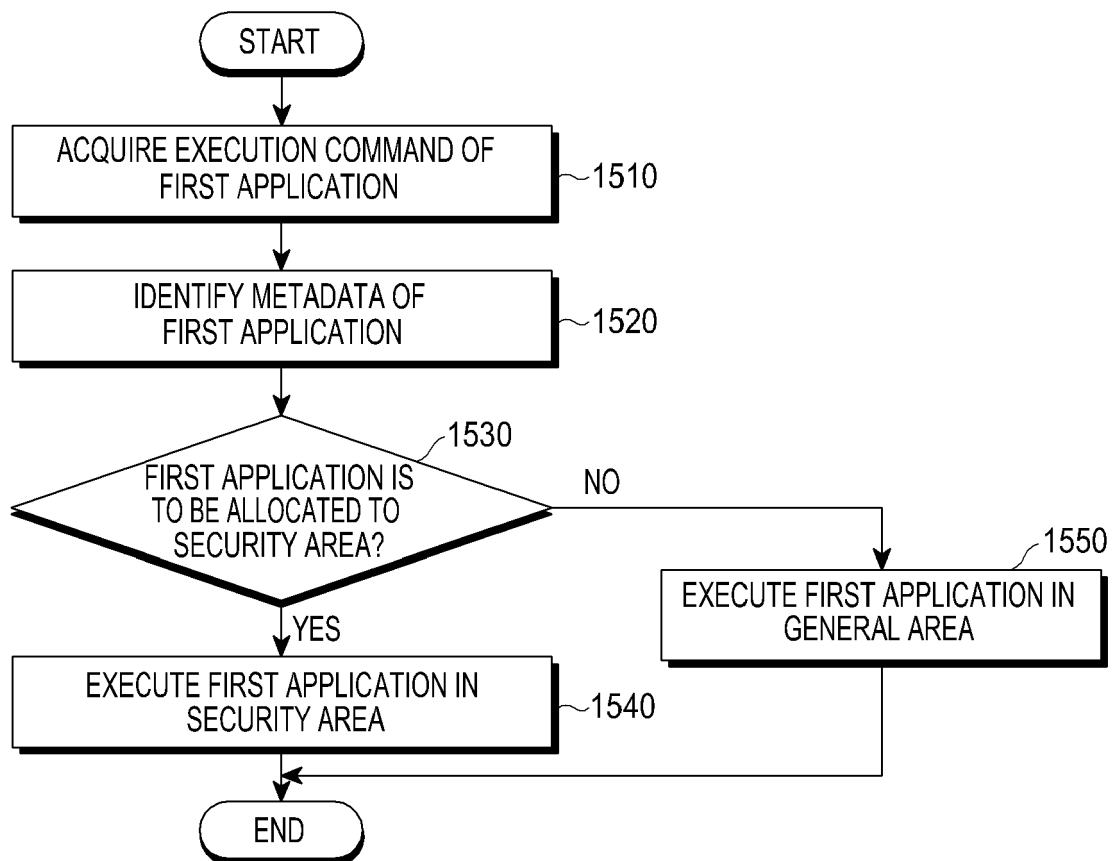 START
ACQUIRE EXECUTION COMMAND OF
FIRST APPLICATION
1510
IDENTIFY METADATA OF
FIRST APPLICATION
1520
1530
FIRST APPLICATION IS
TO BE ALLOCATED TO
SECURITY AREA?
NO
1550
EXECUTE FIRST APPLICATION IN
GENERAL AREA
YES
EXECUTE FIRST APPLICATION IN
SECURITY AREA
1540
END